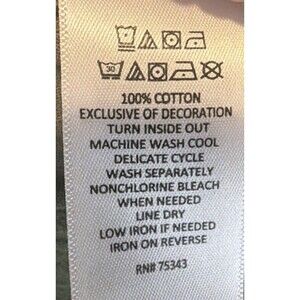 30
100% COTTON
EXCLUSIVE OF DECORATION
TURN INSIDE OUT
MACHINE WASH COOL
DELICATE CYCLE
WASH SEPARATELY
NONCHLORINE BLEACH
WHEN NEEDED
LINE DRY
LOW IRON IF NEEDED
IRON ON REVERSE
RN# 75343